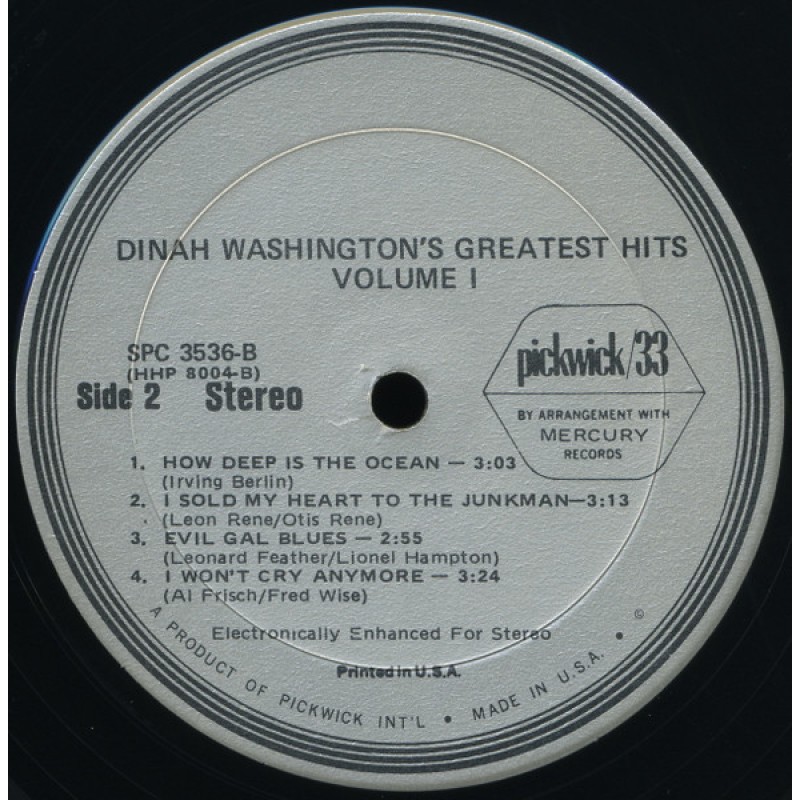 DINAH WASHINGTON'S GREATEST HITS
VOLUME I
SPC 3536-B
(HHP 8004-B)
Side 2 Stereo
pickwick/33
BY ARRANGEMENT WITH
MERCURY
RECORDS
1. HOW DEEP IS THE OCEAN — 3:03
(Irving Berlin)
2. I SOLD MY HEART TO THE JUNKMAN—3:13
(Leon Rene/Otis Rene)
3. EVIL GAL BLUES — 2:55
(Leonard Feather/Lionel Hampton)
4. I WON'T CRY ANYMORE — 3:24
(Al Frisch/Fred Wise)
Electronically Enhanced For Stereo
Printed in U.S.A.
A PRODUCT OF PICKWICK INT'L • MADE IN U.S.A. • ©